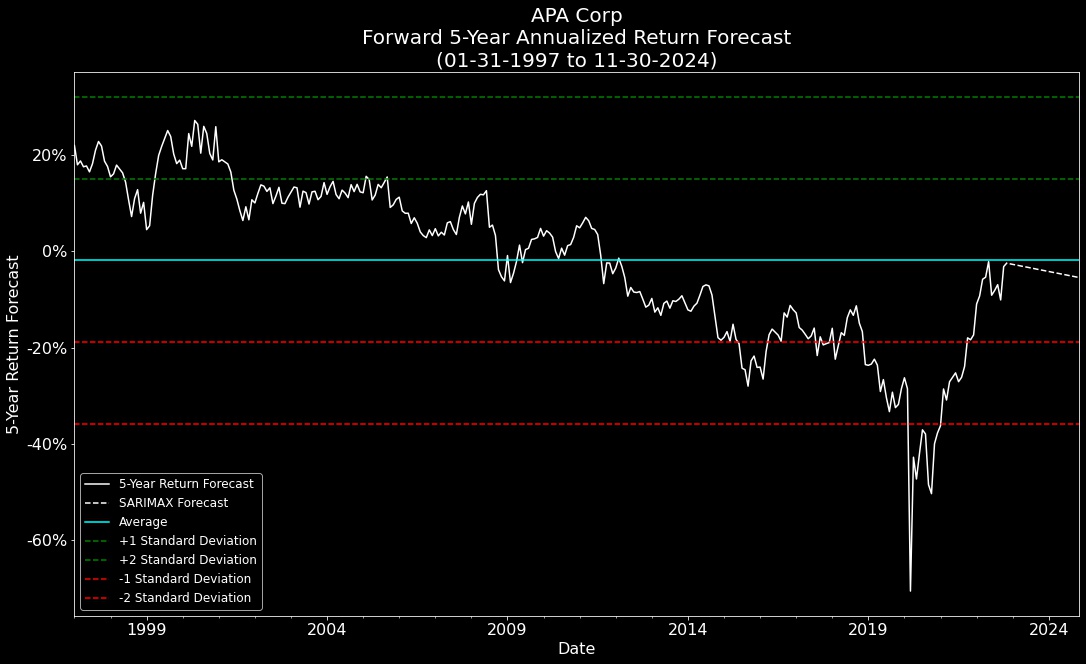 APA Corp
Forward 5-Year Annualized Return Forecast
(01-31-1997 to 11-30-2024)
5-Year Return Forecast
20%
0%
-20%
-40%
-60%
5-Year Return Forecast
SARIMAX Forecast
Average
+1 Standard Deviation
+2 Standard Deviation
-1 Standard Deviation
-2 Standard Deviation
1999 2004 2009 2014 2019 2024
Date